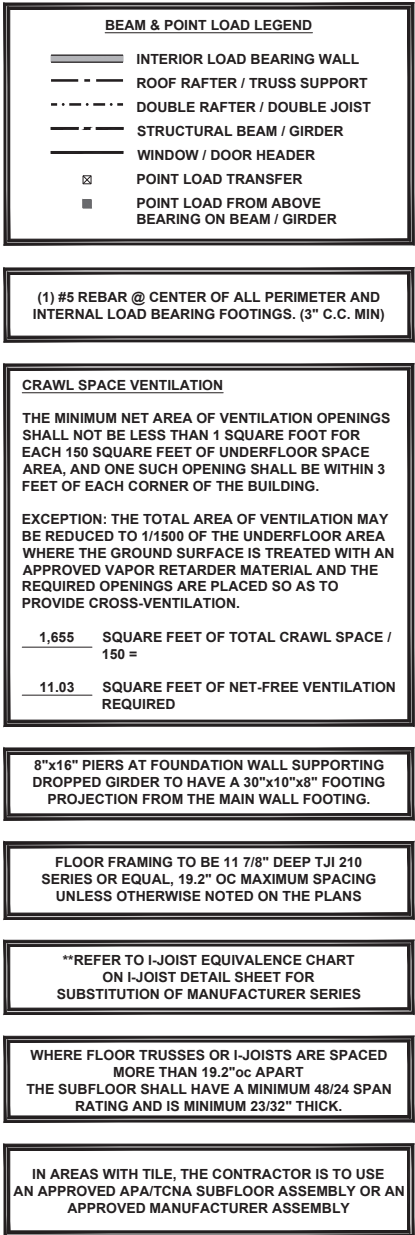 BEAM & POINT LOAD LEGEND
INTERIOR LOAD BEARING WALL
ROOF RAFTER / TRUSS SUPPORT
DOUBLE RAFTER / DOUBLE JOIST
STRUCTURAL BEAM / GIRDER
WINDOW / DOOR HEADER
POINT LOAD TRANSFER
POINT LOAD FROM ABOVE
BEARING ON BEAM / GIRDER
(1) #5 REBAR @ CENTER OF ALL PERIMETER AND
INTERNAL LOAD BEARING FOOTINGS. (3" C.C. MIN)
CRAWL SPACE VENTILATION
THE MINIMUM NET AREA OF VENTILATION OPENINGS
SHALL NOT BE LESS THAN 1 SQUARE FOOT FOR
EACH 150 SQUARE FEET OF UNDERFLOOR SPACE
AREA, AND ONE SUCH OPENING SHALL BE WITHIN 3
FEET OF EACH CORNER OF THE BUILDING.
EXCEPTION: THE TOTAL AREA OF VENTILATION MAY
BE REDUCED TO 1/1500 OF THE UNDERFLOOR AREA
WHERE THE GROUND SURFACE IS TREATED WITH AN
APPROVED VAPOR RETARDER MATERIAL AND THE
REQUIRED OPENINGS ARE PLACED SO AS TO
PROVIDE CROSS-VENTILATION.
1,655 SQUARE FEET OF TOTAL CRAWL SPACE /
150 =
11.03 SQUARE FEET OF NET-FREE VENTILATION
REQUIRED
8"x16" PIERS AT FOUNDATION WALL SUPPORTING
DROPPED GIRDER TO HAVE A 30"x10"x8" FOOTING
PROJECTION FROM THE MAIN WALL FOOTING.
FLOOR FRAMING TO BE 11 7/8" DEEP TJI 210
SERIES OR EQUAL, 19.2" OC MAXIMUM SPACING
UNLESS OTHERWISE NOTED ON THE PLANS
**REFER TO I-JOIST EQUIVALENCE CHART
ON I-JOIST DETAIL SHEET FOR
SUBSTITUTION OF MANUFACTURER SERIES
WHERE FLOOR TRUSSES OR I-JOISTS ARE SPACED
MORE THAN 19.2"oc APART
THE SUBFLOOR SHALL HAVE A MINIMUM 48/24 SPAN
RATING AND IS MINIMUM 23/32" THICK.
IN AREAS WITH TILE, THE CONTRACTOR IS TO USE
AN APPROVED APA/TCNA SUBFLOOR ASSEMBLY OR AN
APPROVED MANUFACTURER ASSEMBLY